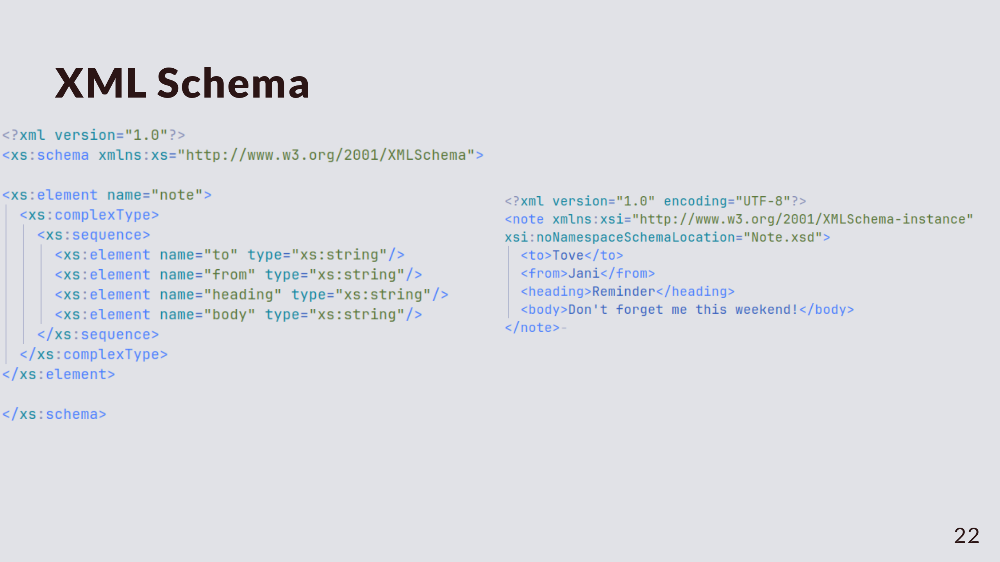 XML Schema
<?xml version="1.0"?>
<xs:schema xmlns:xs="http://www.w3.org/2001/XMLSchema">
<xs:element name="note">
<xs:complexType>
<xs:sequence>
<xs:element name="to" type="xs:string"/>
<xs:element name="from" type="xs:string"/>
<xs:element name="heading" type="xs:string"/>
<xs:element name="body" type="xs:string"/>
</xs:sequence>
</xs:complexType>
</xs:element>
</xs:schema>
<?xml version="1.0" encoding="UTF-8"?>
<note xmlns:xsi="http://www.w3.org/2001/XMLSchema-instance"
xsi:noNamespaceSchemaLocation="Note.xsd">
<to>Tove</to>
<from>Jani</from>
<heading>Reminder</heading>
<body>Don't forget me this weekend!</body>
</note>-
22